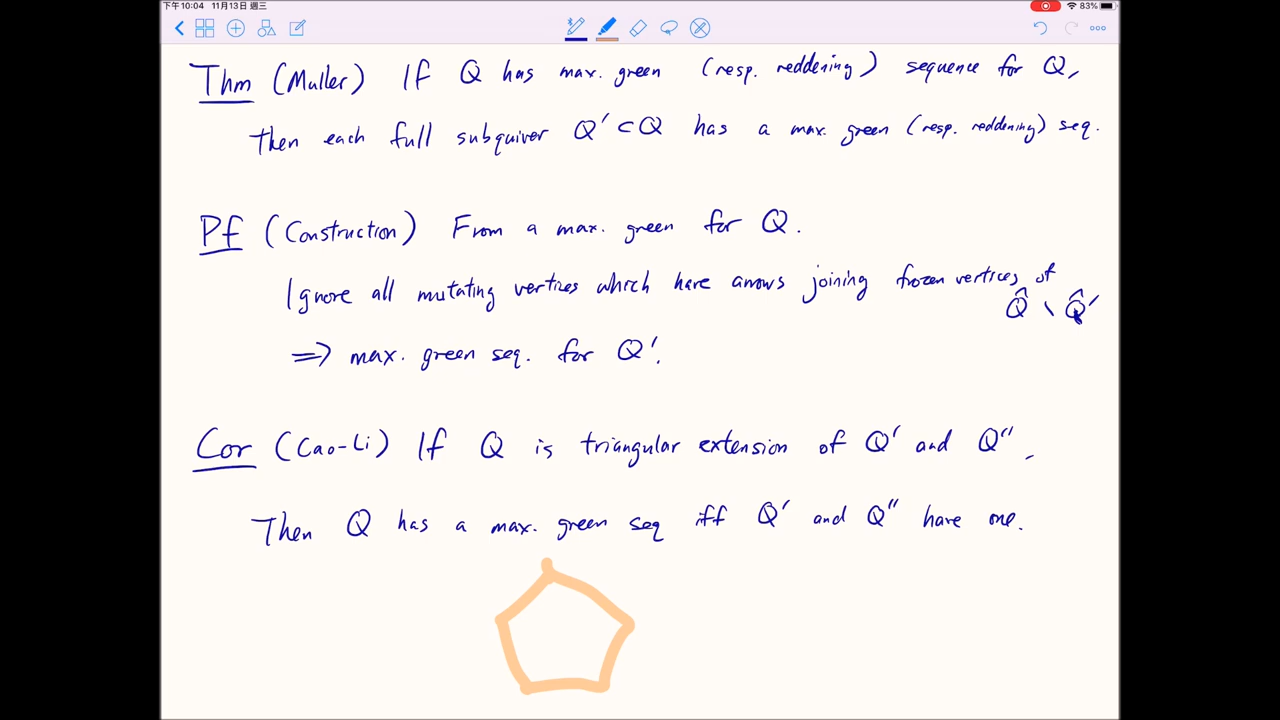 下午10:04 11月13日 週三
83%
Thm (Muller) If Q has max. green (resp. reddening) sequence for Q,
then each full subquiver Q′ ⊂ Q has a max. green (resp. reddening) seq.
Pf (Construction) From a max. green for Q.
Ignore all mutating vertices which have arrows joining frozen vertices of
Q̂ \ Q̂′
⇒ max. green seq. for Q′.
Cor (Cao-Li) If Q is triangular extension of Q′ and Q″,
Then Q has a max. green seq iff Q′ and Q″ have one.